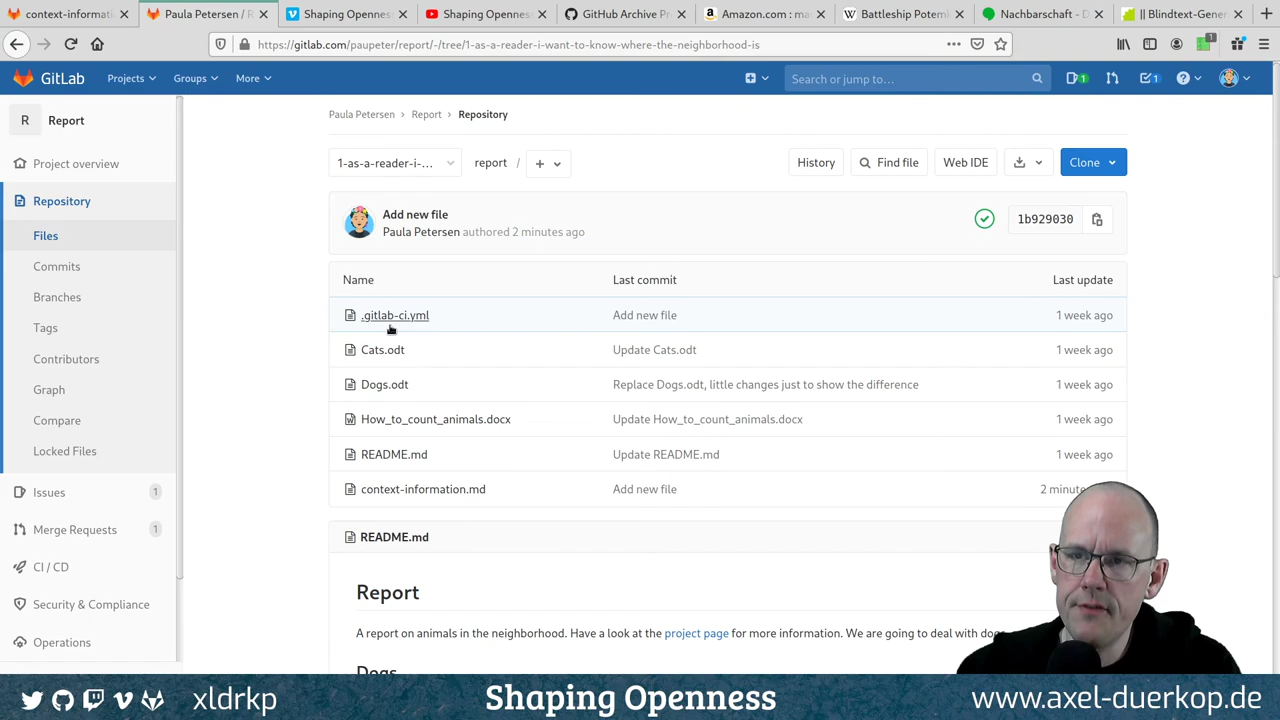 context-informati
Paula Petersen / R
Shaping Openness
Shaping Openness
GitHub Archive Pr
Amazon.com : ma
Battleship Potem
Nachbarschaft - D
|| Blindtext-Gener
https://gitlab.com/paupeter/report/-/tree/1-as-a-reader-i-want-to-know-where-the-neighborhood-is
1
GitLab
Projects
Groups
More
Search or jump to...
1
1
R
Report
Project overview
Repository
Files
Commits
Branches
Tags
Contributors
Graph
Compare
Locked Files
Issues
1
Merge Requests
1
CI / CD
Security & Compliance
Operations
Paula Petersen > Report > Repository
1-as-a-reader-i-...
report /
+
History
Find file
Web IDE
Clone
Add new file
Paula Petersen authored 2 minutes ago
1b929030
Name Last commit Last update
.gitlab-ci.yml Add new file 1 week ago
Cats.odt Update Cats.odt 1 week ago
Dogs.odt Replace Dogs.odt, little changes just to show the difference 1 week ago
How_to_count_animals.docx Update How_to_count_animals.docx 1 week ago
README.md Update README.md 1 week ago
context-information.md Add new file 2 minute
README.md
Report
A report on animals in the neighborhood. Have a look at the project page for more information. We are going to deal with
Dogs
xldrkp
Shaping Openness
www.axel-duerkop.de